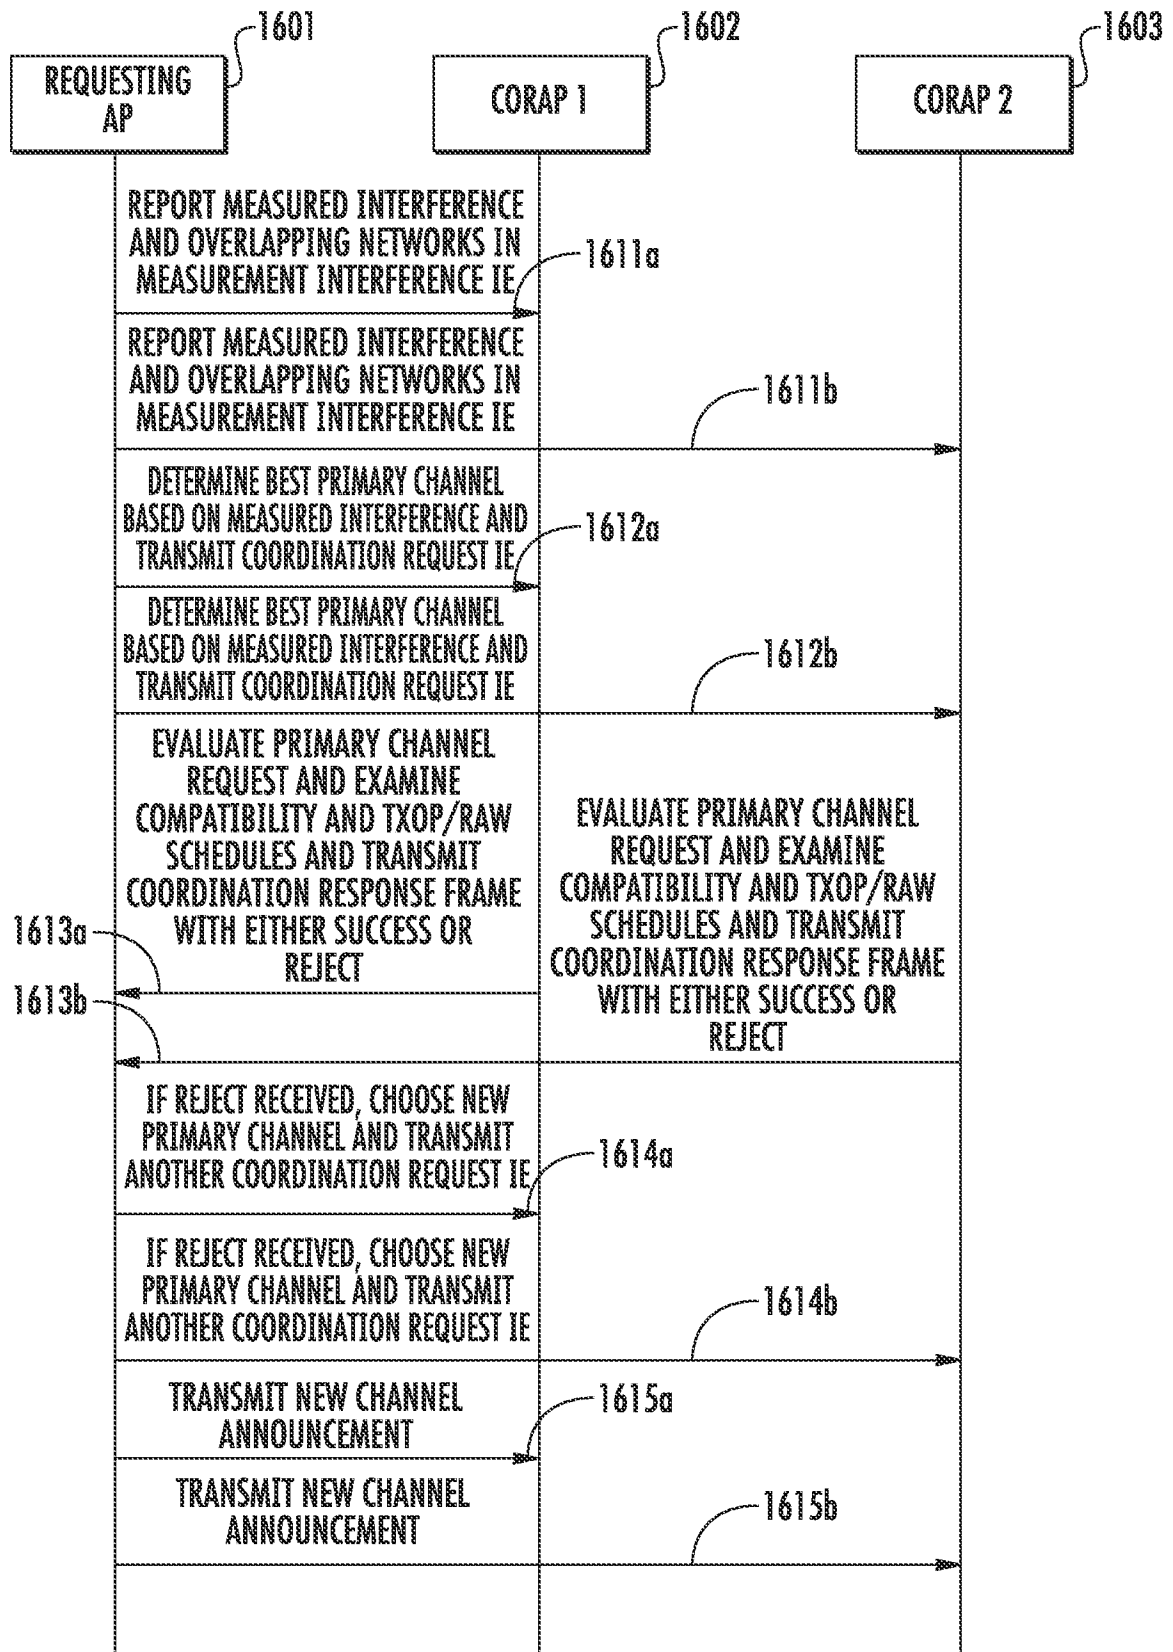 1601
1602
1603
REQUESTING
AP
CORAP 1
CORAP 2
REPORT MEASURED INTERFERENCE
AND OVERLAPPING NETWORKS IN
MEASUREMENT INTERFERENCE IE
1611a
REPORT MEASURED INTERFERENCE
AND OVERLAPPING NETWORKS IN
MEASUREMENT INTERFERENCE IE
1611b
DETERMINE BEST PRIMARY CHANNEL
BASED ON MEASURED INTERFERENCE AND
TRANSMIT COORDINATION REQUEST IE
1612a
DETERMINE BEST PRIMARY CHANNEL
BASED ON MEASURED INTERFERENCE AND
TRANSMIT COORDINATION REQUEST IE
1612b
EVALUATE PRIMARY CHANNEL
REQUEST AND EXAMINE
COMPATIBILITY AND TXOP/RAW
SCHEDULES AND TRANSMIT
COORDINATION RESPONSE FRAME
WITH EITHER SUCCESS OR
REJECT
1613a
EVALUATE PRIMARY CHANNEL
REQUEST AND EXAMINE
COMPATIBILITY AND TXOP/RAW
SCHEDULES AND TRANSMIT
COORDINATION RESPONSE FRAME
WITH EITHER SUCCESS OR
REJECT
1613b
IF REJECT RECEIVED, CHOOSE NEW
PRIMARY CHANNEL AND TRANSMIT
ANOTHER COORDINATION REQUEST IE
1614a
IF REJECT RECEIVED, CHOOSE NEW
PRIMARY CHANNEL AND TRANSMIT
ANOTHER COORDINATION REQUEST IE
1614b
TRANSMIT NEW CHANNEL
ANNOUNCEMENT
1615a
TRANSMIT NEW CHANNEL
ANNOUNCEMENT
1615b